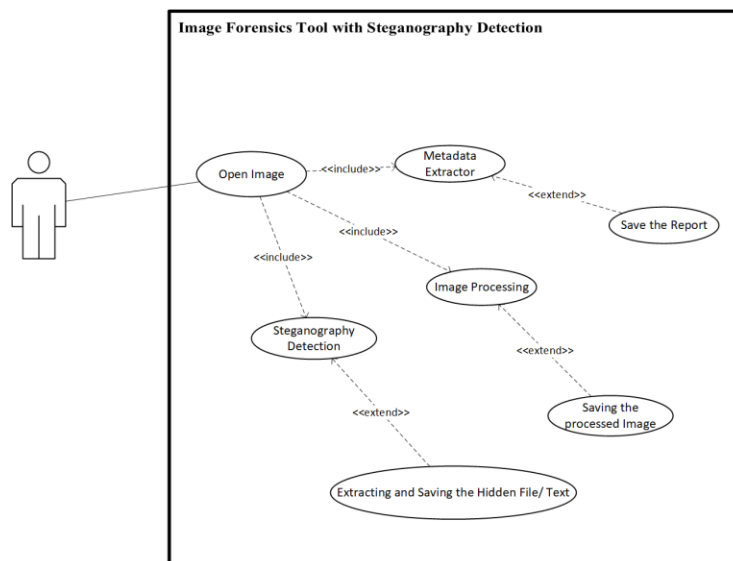 Image Forensics Tool with Steganography Detection
Open Image
<<include>>
Metadata
Extractor
<<extend>>
Save the Report
<<include>>
<<include>>
Image Processing
Steganography
Detection
<<extend>>
Saving the
processed Image
<<extend>>
Extracting and Saving the Hidden File/ Text